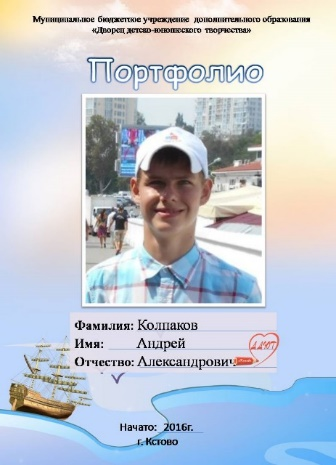 Муниципальное бюджетное учреждение дополнительного образования
«Дворец детско-юношеского творчества»
Портфолио
Фамилия: Колпаков
Имя: Андрей
ДДЮТ
Отчество: Александрович
Начато: 2016г.
г. Кстово